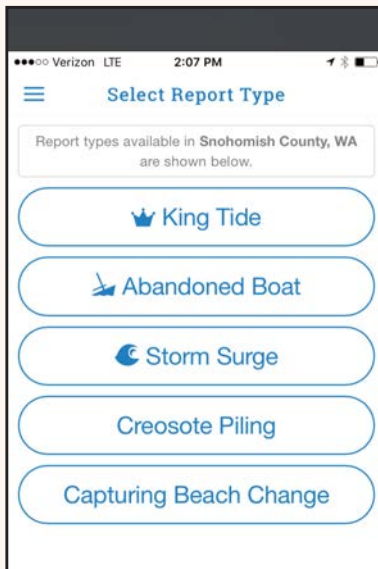 Verizon LTE 2:07 PM
Select Report Type
Report types available in Snohomish County, WA
are shown below.
King Tide
Abandoned Boat
Storm Surge
Creosote Piling
Capturing Beach Change